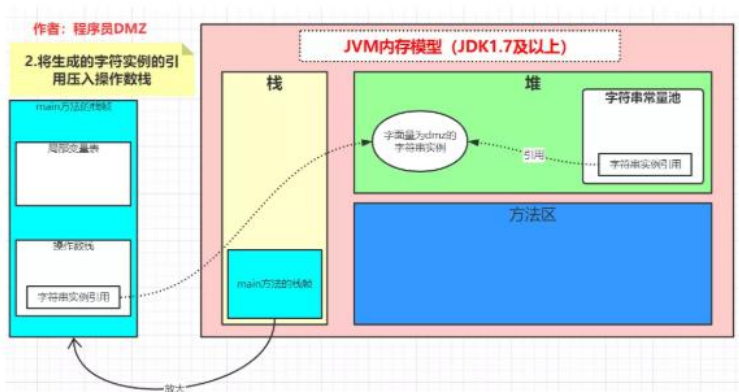 作者：程序员DMZ
2.将生成的字符实例的引
用压入操作数栈
main方法的栈帧
局部变量表
操作数栈
字符串实例引用
放大
JVM内存模型（JDK1.7及以上）
栈
main方法的栈帧
堆
字面量为dmz的
字符串实例
引用
字符串常量池
字符串实例引用
方法区